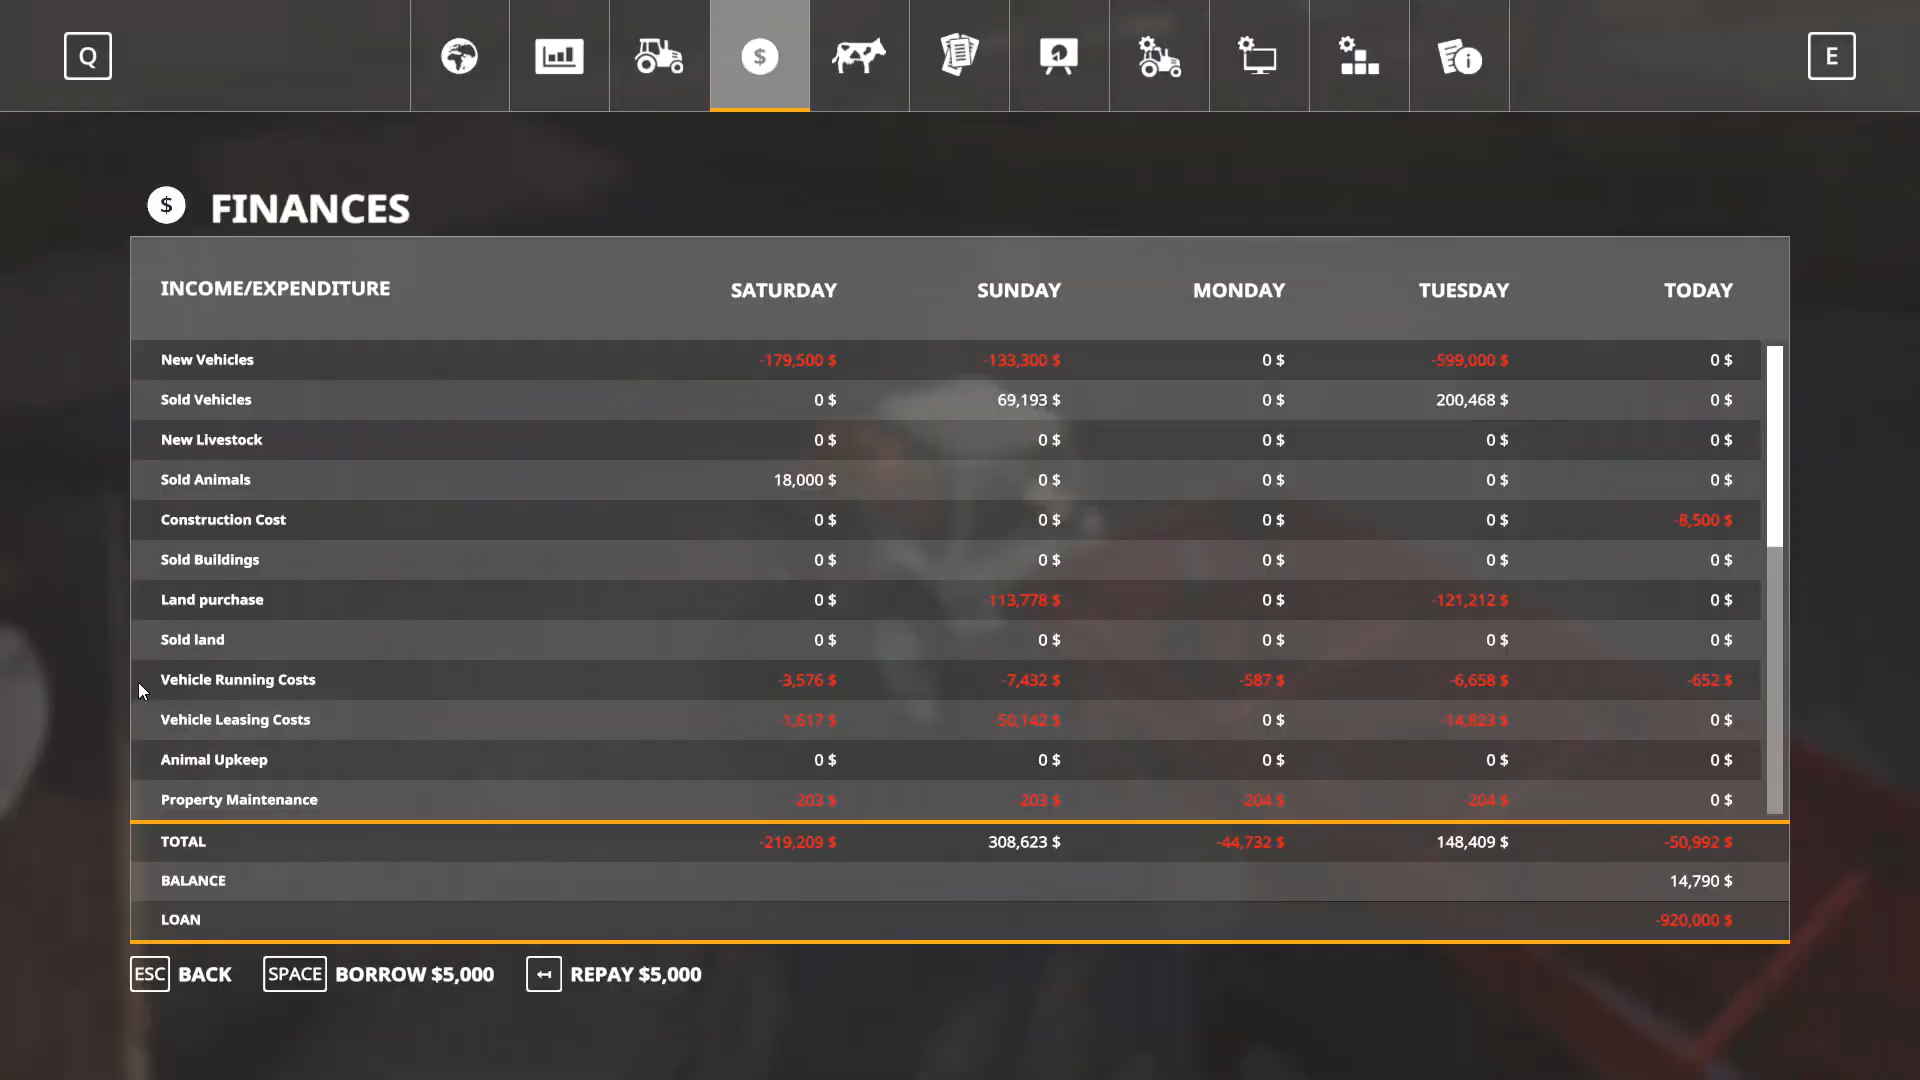 Q
E
$ FINANCES
INCOME/EXPENDITURE SATURDAY SUNDAY MONDAY TUESDAY TODAY
New Vehicles -179,500 $ -133,300 $ 0 $ -599,000 $ 0 $
Sold Vehicles 0 $ 69,193 $ 0 $ 200,468 $ 0 $
New Livestock 0 $ 0 $ 0 $ 0 $ 0 $
Sold Animals 18,000 $ 0 $ 0 $ 0 $ 0 $
Construction Cost 0 $ 0 $ 0 $ 0 $ -8,500 $
Sold Buildings 0 $ 0 $ 0 $ 0 $ 0 $
Land purchase 0 $ -113,778 $ 0 $ -121,212 $ 0 $
Sold land 0 $ 0 $ 0 $ 0 $ 0 $
Vehicle Running Costs -3,576 $ -7,432 $ -587 $ -6,658 $ -652 $
Vehicle Leasing Costs -1,617 $ -50,142 $ 0 $ -14,823 $ 0 $
Animal Upkeep 0 $ 0 $ 0 $ 0 $ 0 $
Property Maintenance -203 $ -203 $ -204 $ -204 $ 0 $
TOTAL -219,209 $ 308,623 $ -44,732 $ 148,409 $ -50,992 $
BALANCE 14,790 $
LOAN -920,000 $
ESC BACK SPACE BORROW $5,000 REPAY $5,000